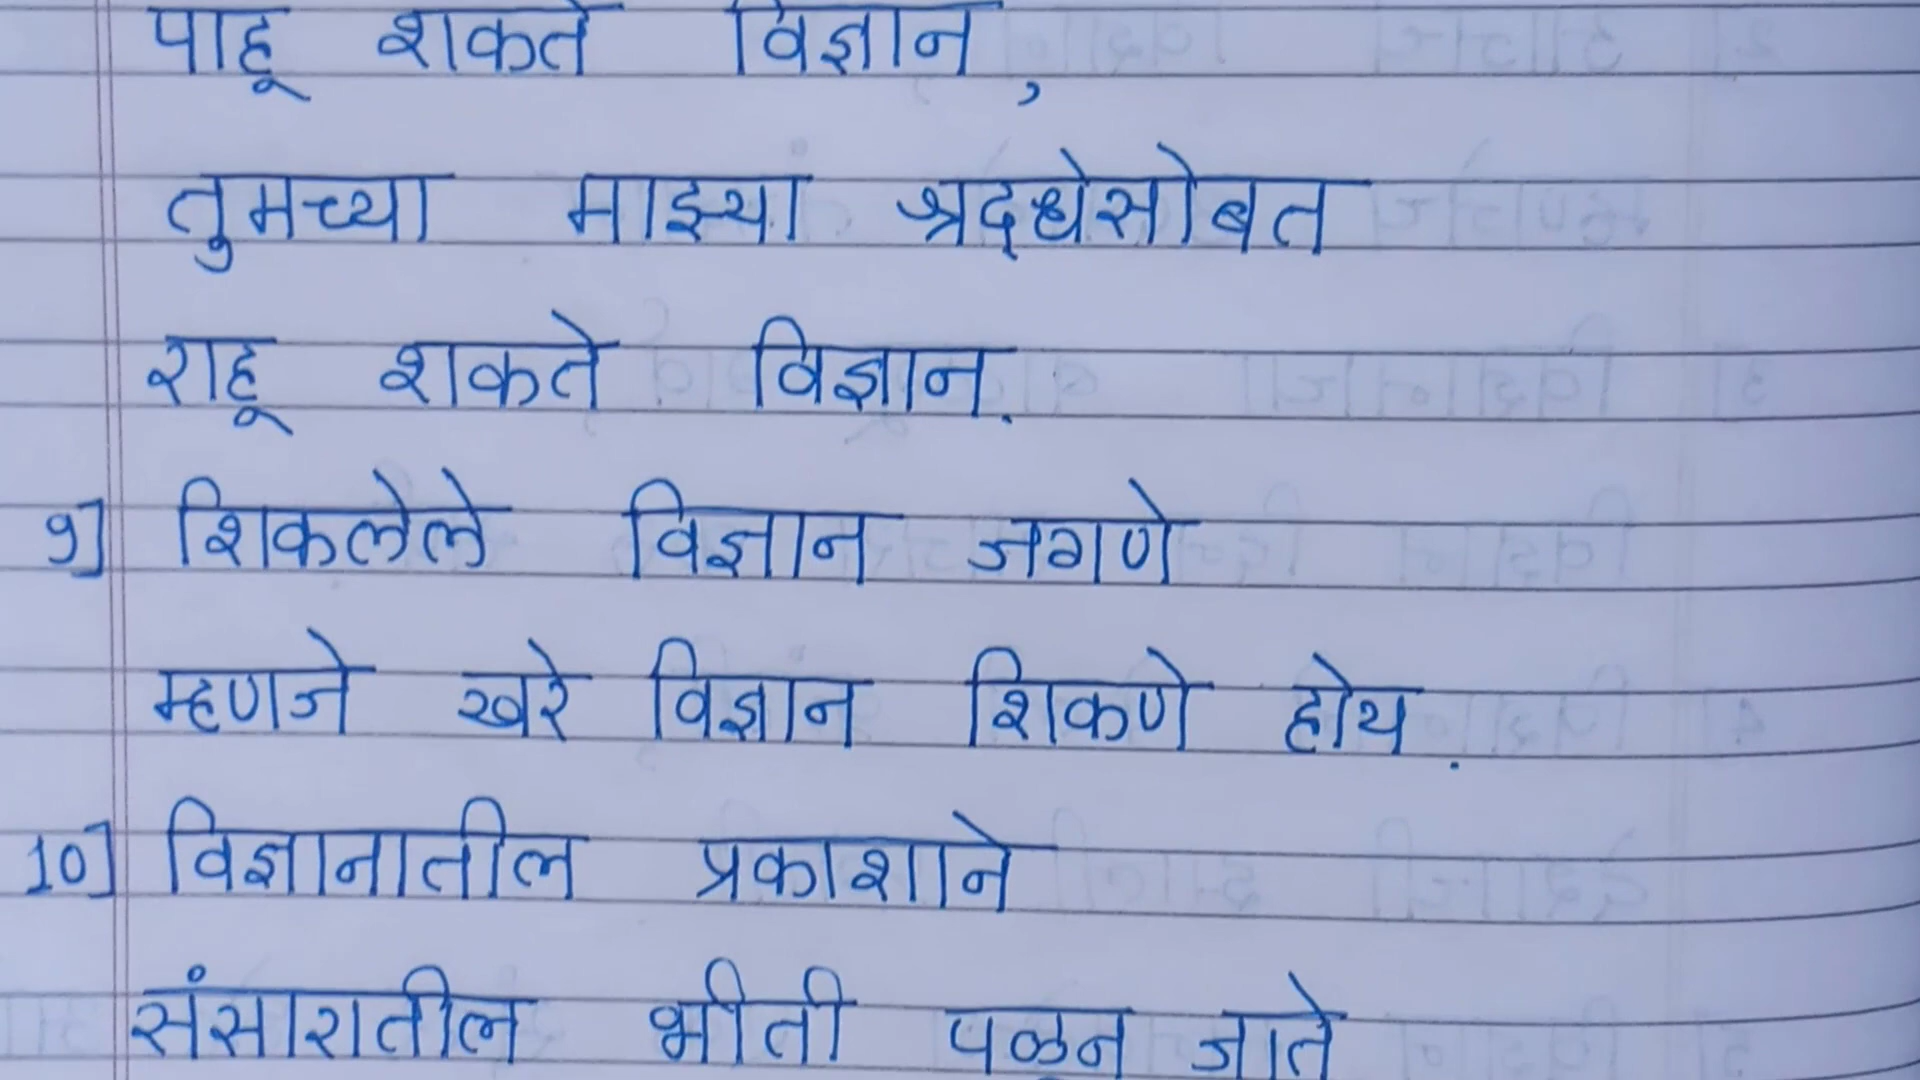 पाहू शकते विज्ञान,
तुमच्या माझ्या श्रद्धेसोबत
राहू शकते विज्ञान.
9] शिकलेले विज्ञान जगणे
म्हणजे खरे विज्ञान शिकणे होय.
10] विज्ञानातील प्रकाशाने
संसारातील भीती पळून जाते